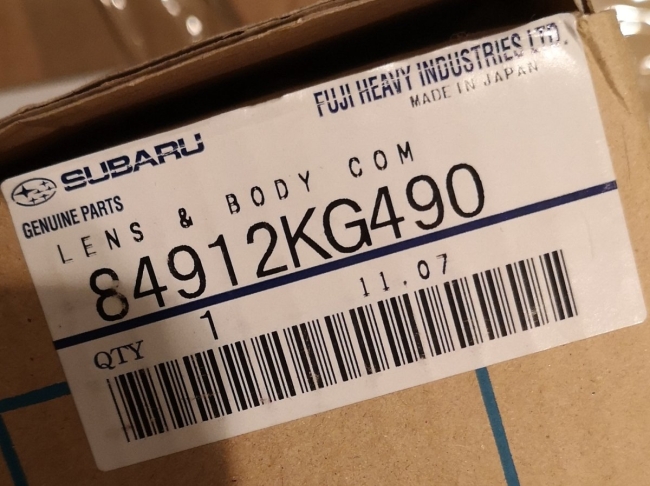 FUJI HEAVY INDUSTRIES LTD.
MADE IN JAPAN
SUBARU
GENUINE PARTS
LENS & BODY COM
84912KG490
11.07
QTY 1